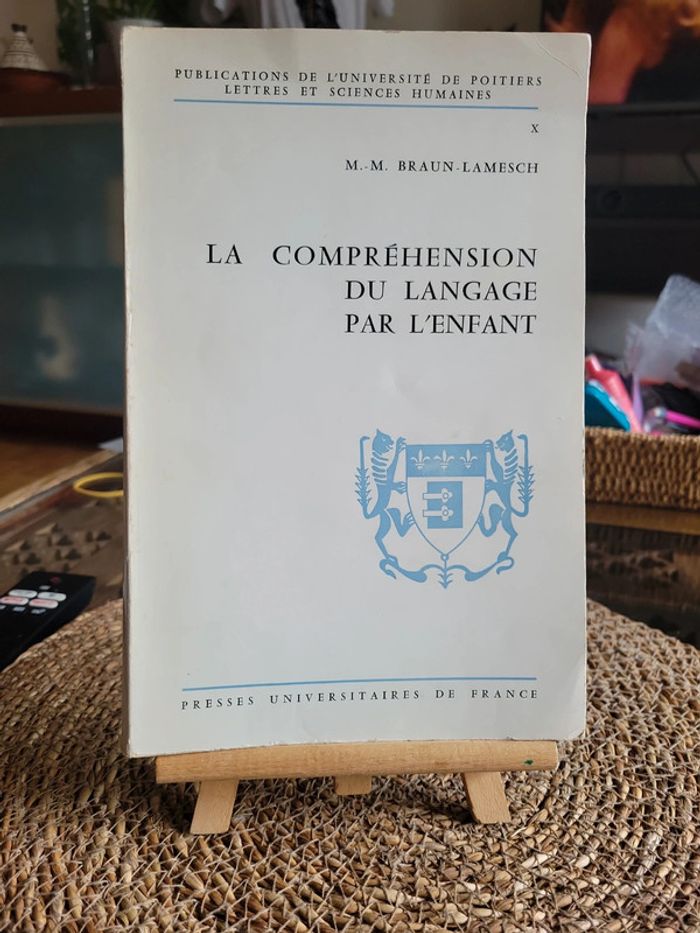 PUBLICATIONS DE L'UNIVERSITÉ DE POITIERS
LETTRES ET SCIENCES HUMAINES
X
M.-M. BRAUN-LAMESCH
LA COMPRÉHENSION
DU LANGAGE
PAR L'ENFANT
PRESSES UNIVERSITAIRES DE FRANCE